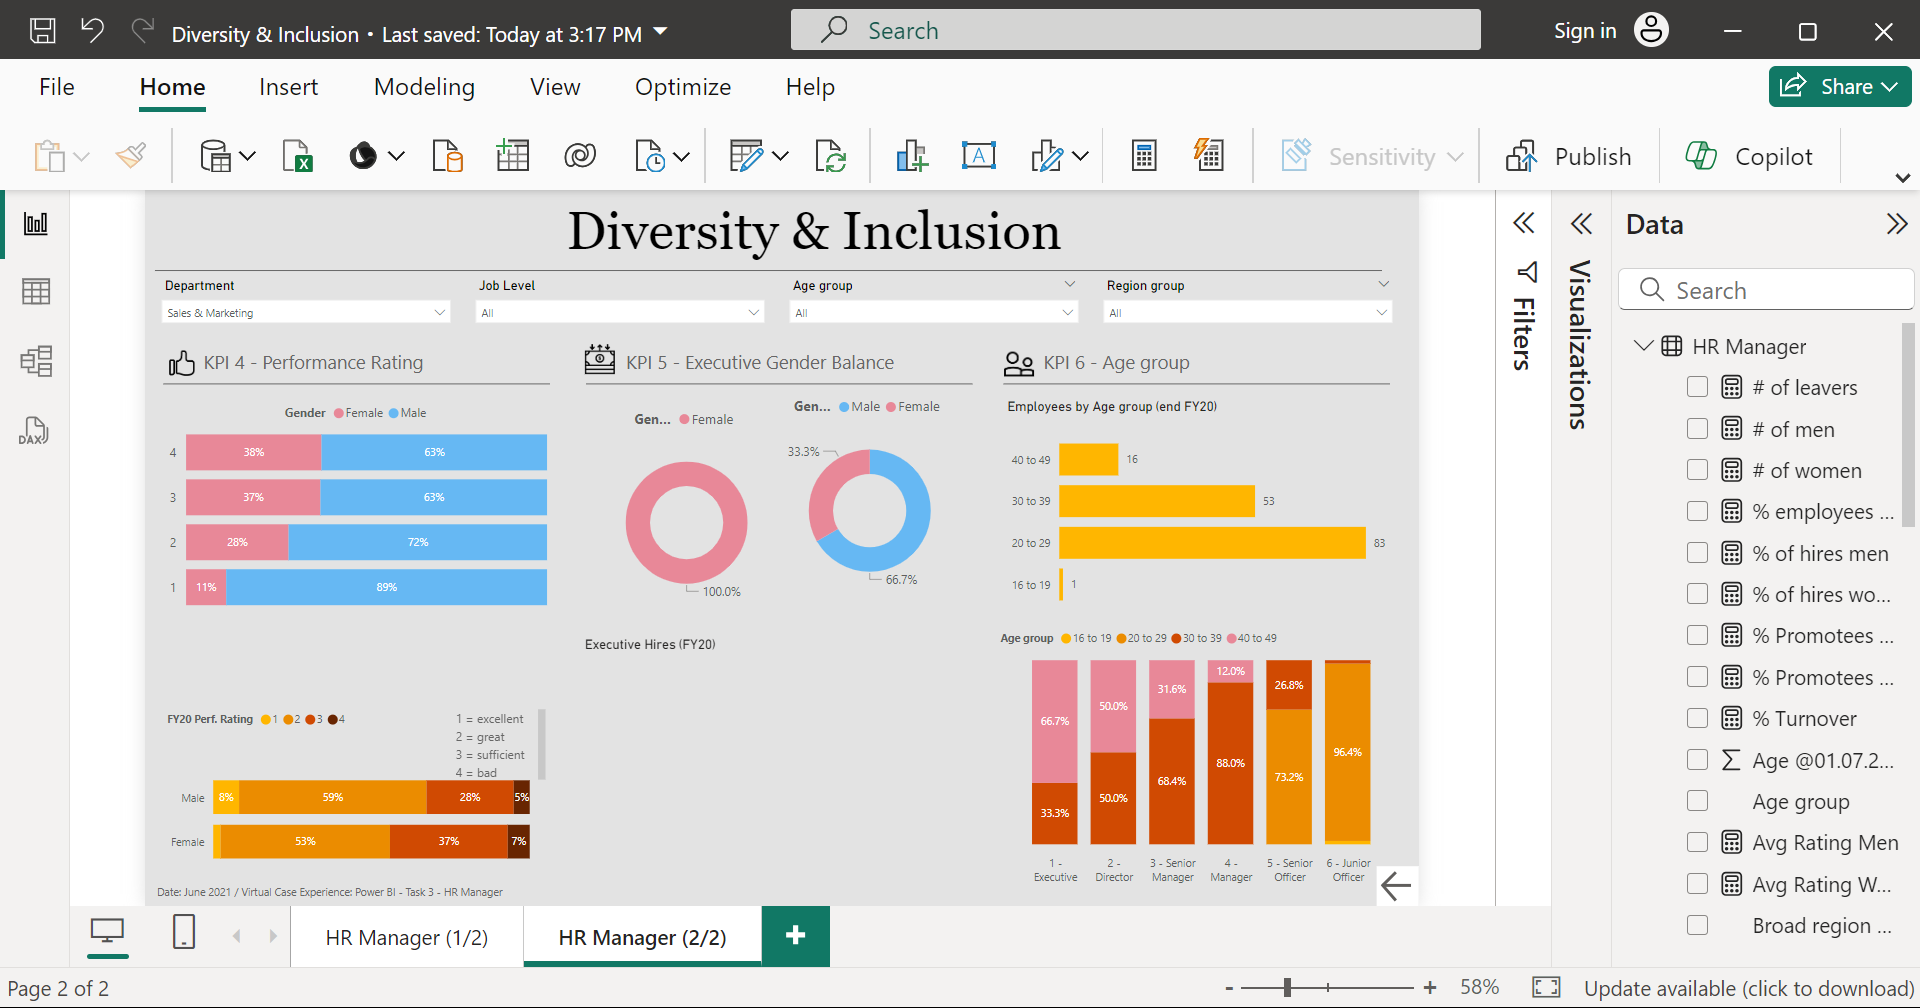 Diversity & Inclusion • Last saved: Today at 3:17 PM
Search
Sign in
File
Home
Insert
Modeling
View
Optimize
Help
Share
Sensitivity
Publish
Copilot
Diversity & Inclusion
Department
Job Level
Age group
Region group
Sales & Marketing
All
All
All
KPI 4 - Performance Rating
KPI 5 - Executive Gender Balance
KPI 6 - Age group
Gender Female Male
4 38% 63%
3 37% 63%
2 28% 72%
1 11% 89%
Gen... Female
100.0%
Gen... Male Female
33.3%
66.7%
Employees by Age group (end FY20)
40 to 49 16
30 to 39 53
20 to 29 83
16 to 19 1
Executive Hires (FY20)
FY20 Perf. Rating 1 2 3 4
1 = excellent
2 = great
3 = sufficient
4 = bad
Male 8% 59% 28% 5%
Female 53% 37% 7%
Age group 16 to 19 20 to 29 30 to 39 40 to 49
66.7% 50.0% 31.6% 12.0% 26.8% 96.4%
33.3% 50.0% 68.4% 88.0% 73.2%
1 - Executive
2 - Director
3 - Senior Manager
4 - Manager
5 - Senior Officer
6 - Junior Officer
Date: June 2021 / Virtual Case Experience: Power BI - Task 3 - HR Manager
Filters
Visualizations
Data
Search
HR Manager
# of leavers
# of men
# of women
% employees ...
% of hires men
% of hires wo...
% Promotees ...
% Promotees ...
% Turnover
Age @01.07.2...
Age group
Avg Rating Men
Avg Rating W...
Broad region ...
DAX
HR Manager (1/2)
HR Manager (2/2)
Page 2 of 2
- + 58%
Update available (click to download)